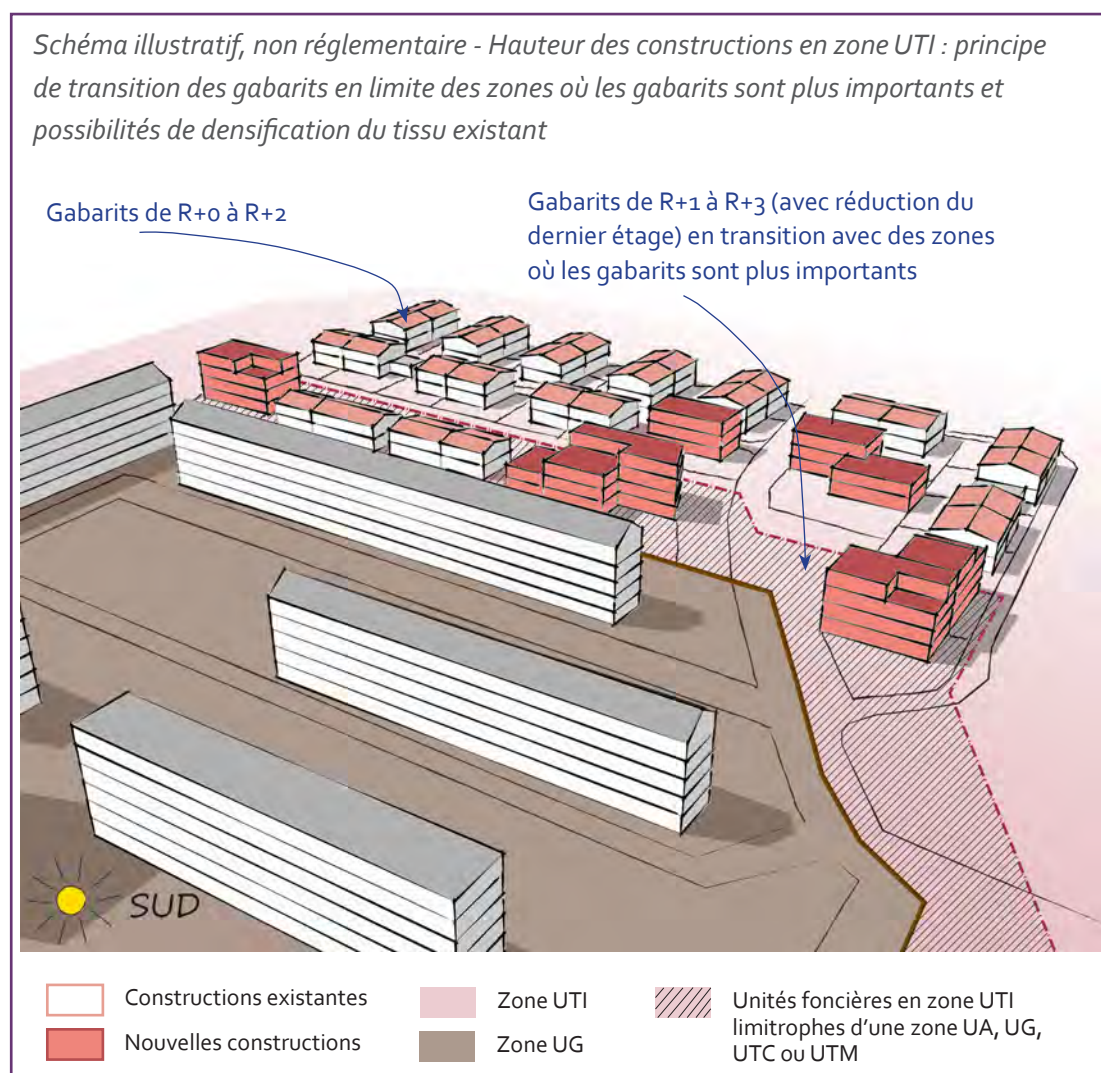 Schéma illustratif, non réglementaire - Hauteur des constructions en zone UTI : principe
de transition des gabarits en limite des zones où les gabarits sont plus importants et
possibilités de densification du tissu existant
Gabarits de R+0 à R+2
Gabarits de R+1 à R+3 (avec réduction du
dernier étage) en transition avec des zones
où les gabarits sont plus importants
SUD
Constructions existantes
Nouvelles constructions
Zone UTI
Zone UG
Unités foncières en zone UTI
limitrophes d'une zone UA, UG,
UTC ou UTM